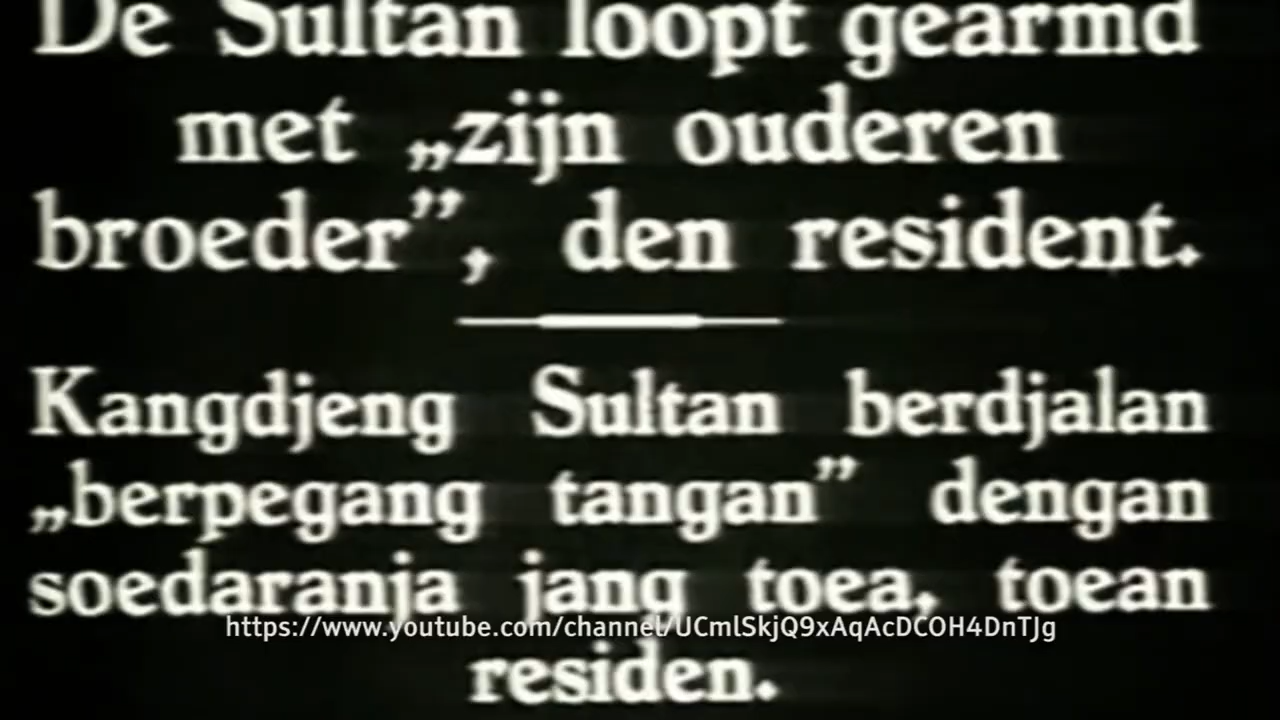 De Sultan loopt gearmd
met „zijn ouderen
broeder”, den resident.
Kangdjeng Sultan berdjalan
„berpegang tangan” dengan
soedaranja jang toea, toean
https://www.youtube.com/channel/UCmlSkjQ9xAqAcDCOH4DnTJg
residen.